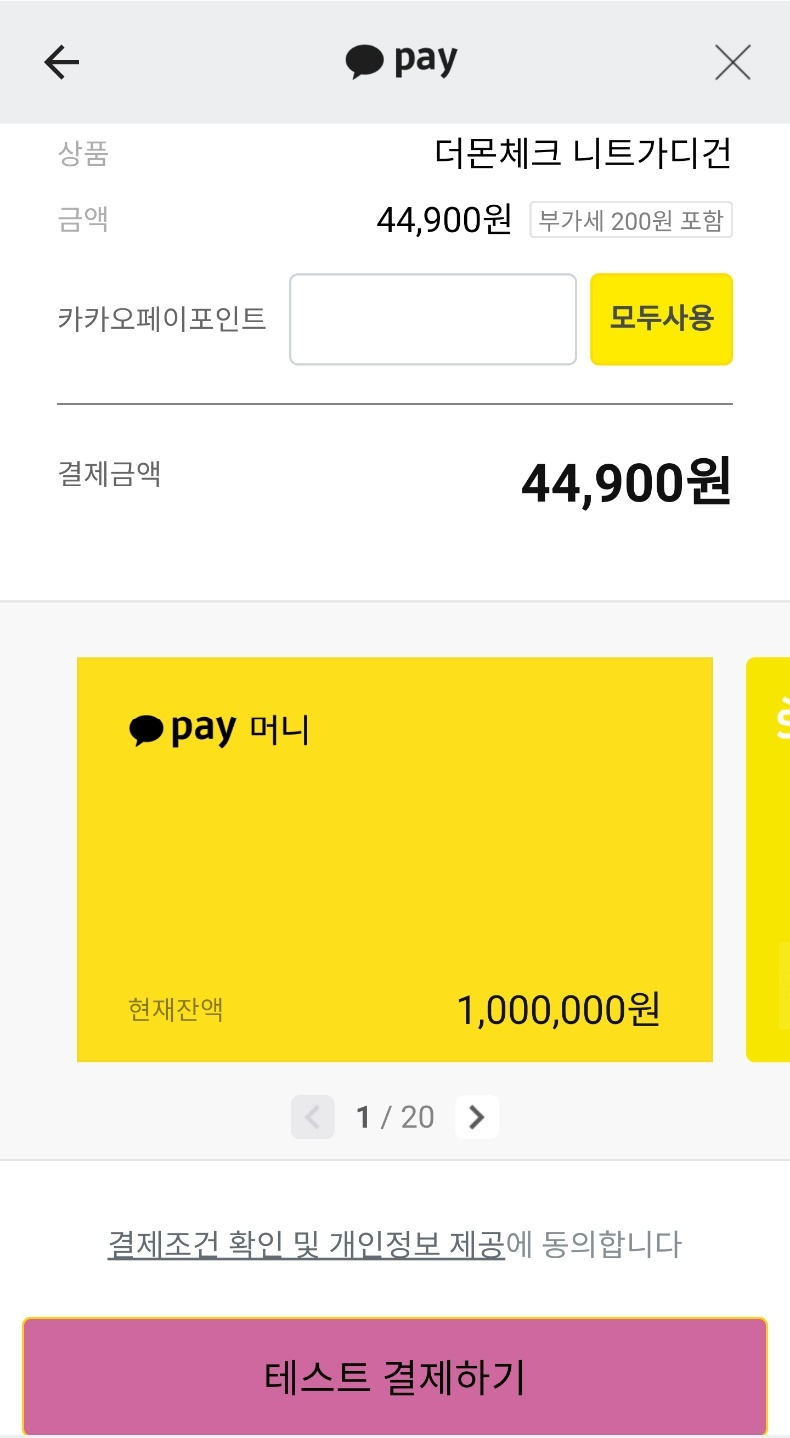 pay
상품 더몬체크 니트가디건
금액 44,900원 부가세 200원 포함
카카오페이포인트 모두사용
결제금액 44,900원
pay 머니
현재잔액 1,000,000원
1 / 20
결제조건 확인 및 개인정보 제공에 동의합니다
테스트 결제하기